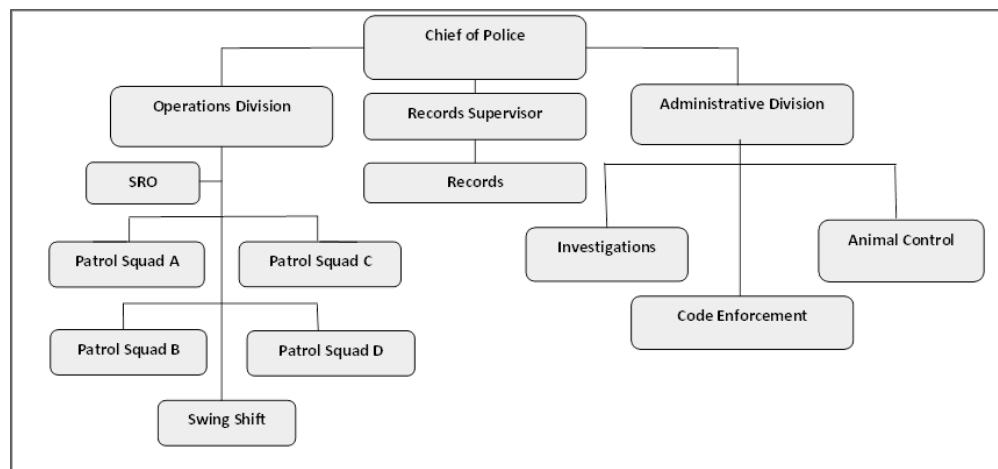 Chief of Police
Operations Division
Records Supervisor
Administrative Division
SRO
Records
Patrol Squad A
Patrol Squad C
Investigations
Animal Control
Patrol Squad B
Patrol Squad D
Code Enforcement
Swing Shift